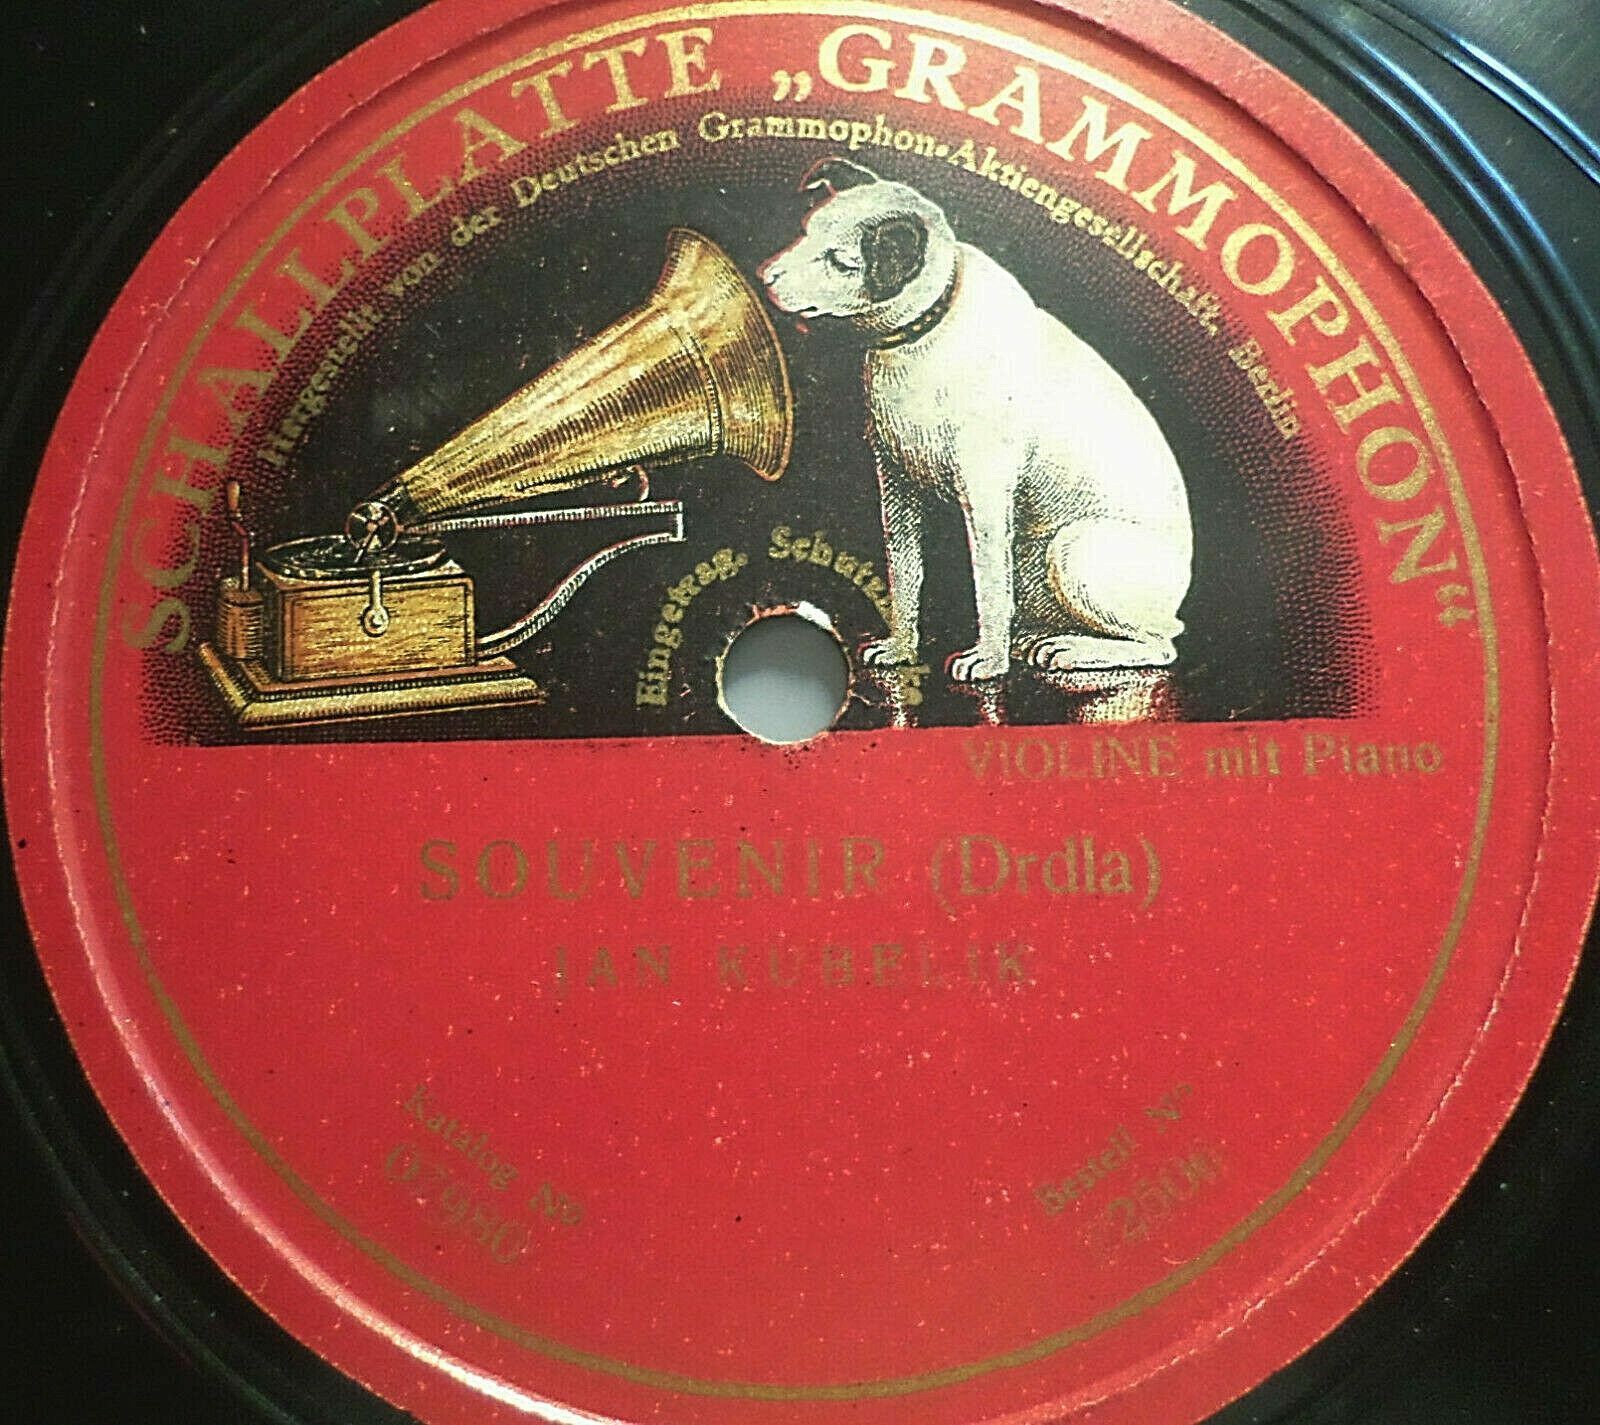 SCHALLPLATTE „GRAMMOPHON“
Hergestellt von der Deutschen Grammophon-Aktiengesellschaft. Berlin
Eingetrag. Schutzmarke
VIOLINE mit Piano
SOUVENIR (Drdla)
JAN KUBELIK
Katalog No
07980
Bestell No